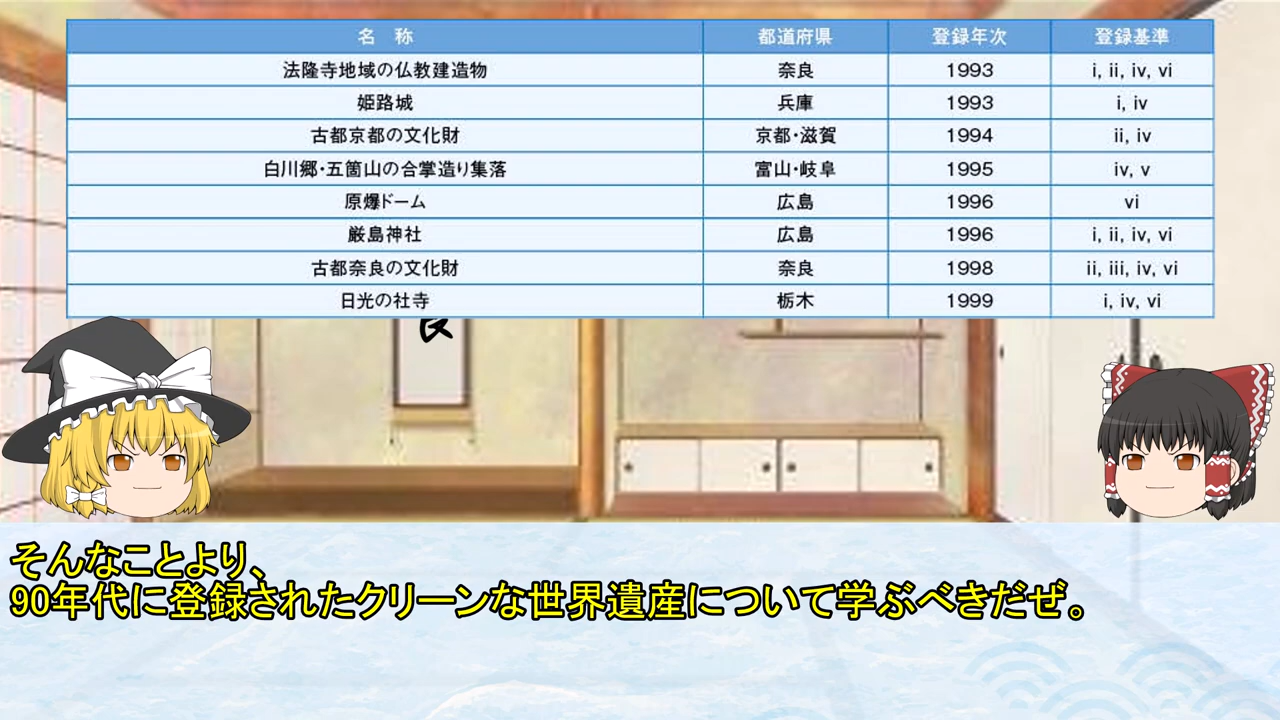 名 称 都道府県 登録年次 登録基準
法隆寺地域の仏教建造物 奈良 1993 i, ii, iv, vi
姫路城 兵庫 1993 i, iv
古都京都の文化財 京都・滋賀 1994 ii, iv
白川郷・五箇山の合掌造り集落 富山・岐阜 1995 iv, v
原爆ドーム 広島 1996 vi
厳島神社 広島 1996 i, ii, iv, vi
古都奈良の文化財 奈良 1998 ii, iii, iv, vi
日光の社寺 栃木 1999 i, iv, vi
そんなことより、
90年代に登録されたクリーンな世界遺産について学ぶべきだぜ。